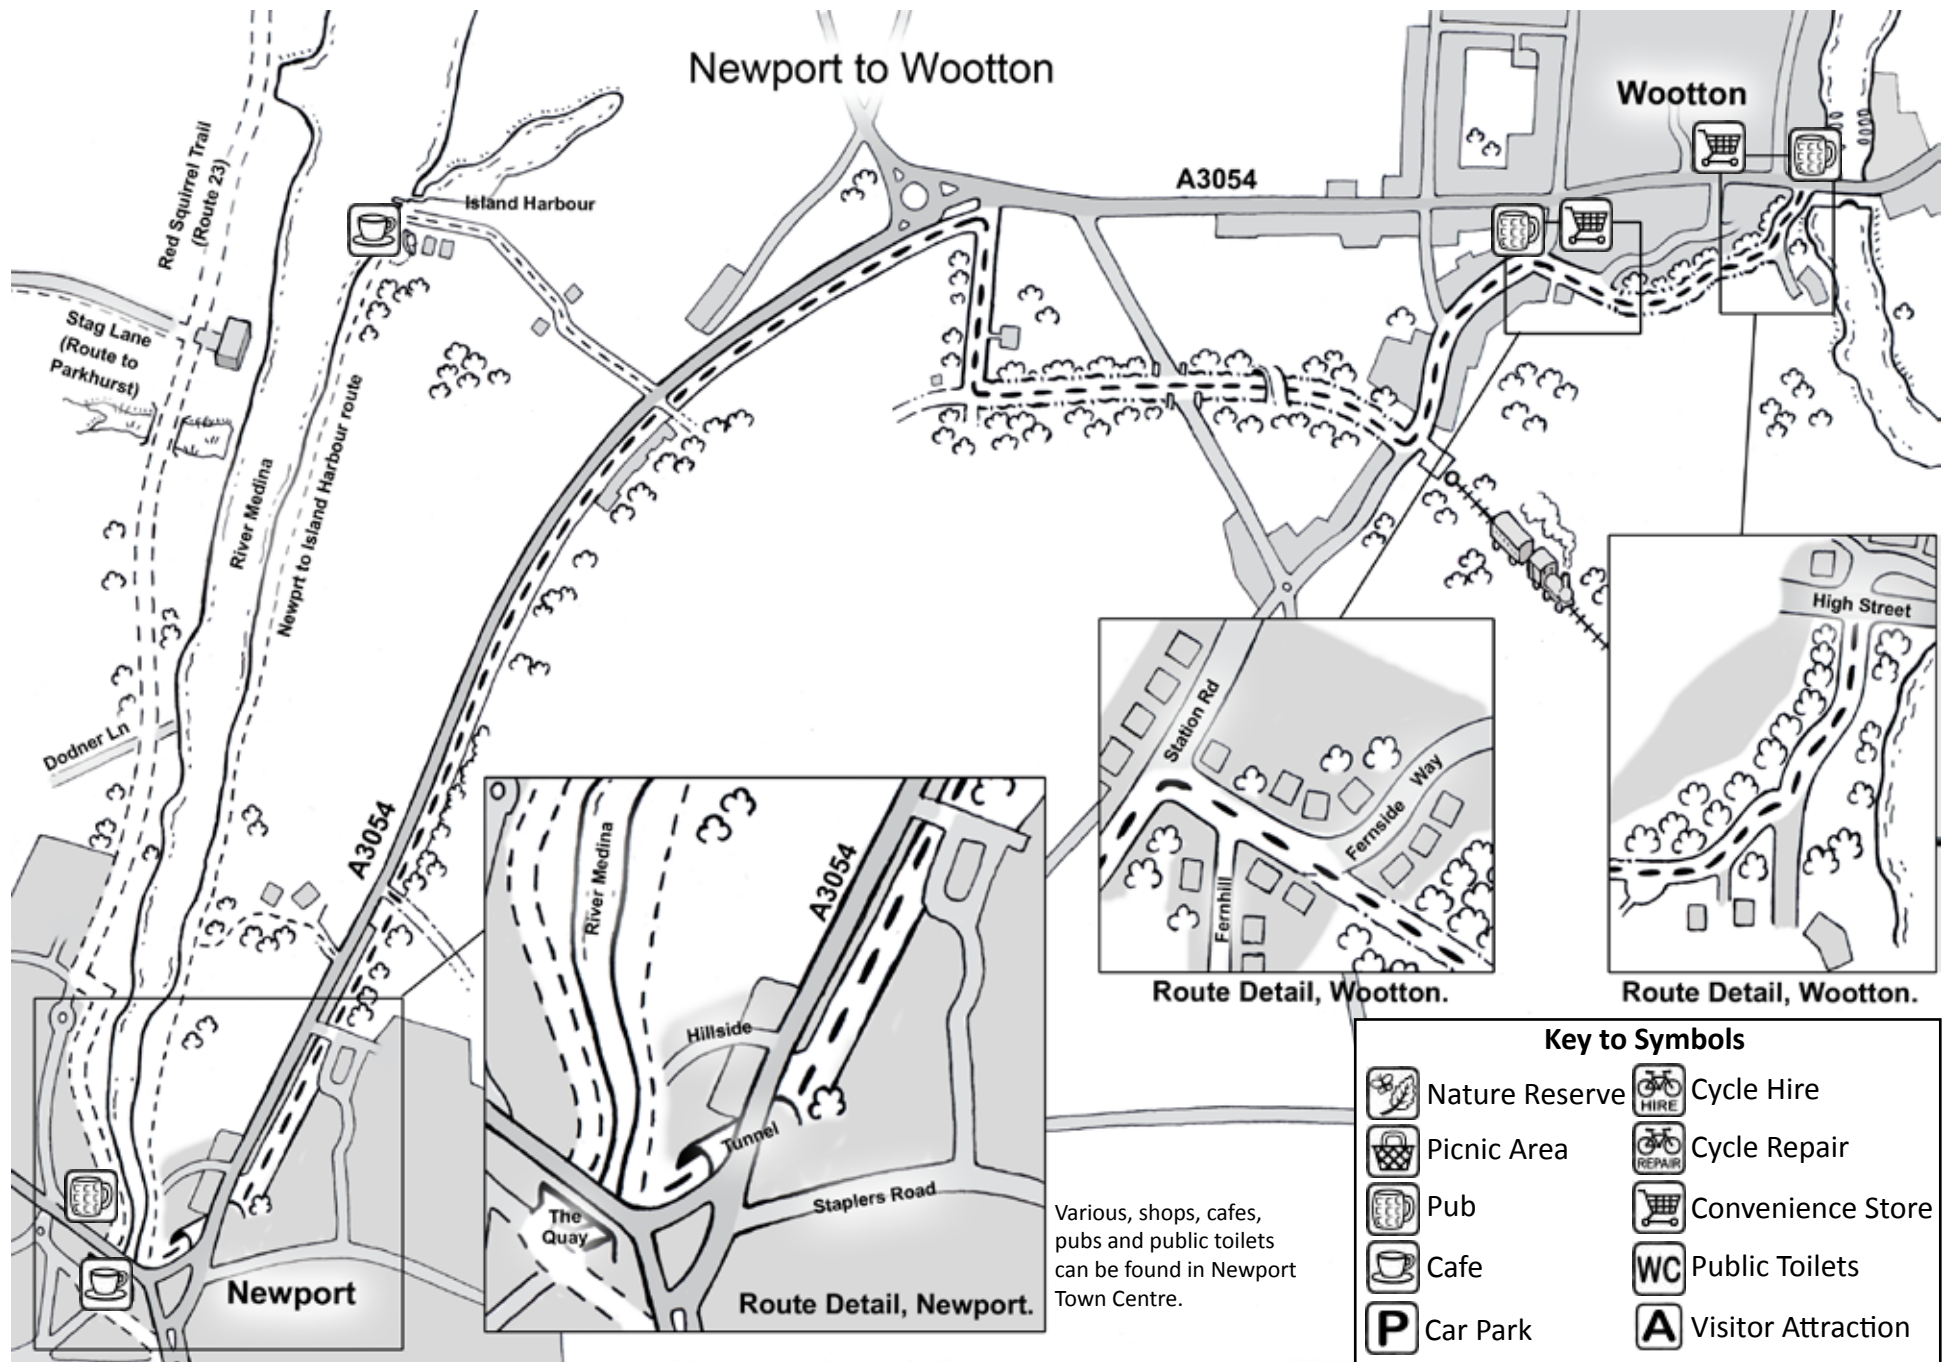 Newport to Wootton
Wootton
A3054
Island Harbour
Red Squirrel Trail
(Route 23)
Stag Lane
(Route to
Parkhurst)
River Medina
Newprt to Island Harbour route
Dodner Ln
A3054
Newport
River Medina
A3054
Hillside
Tunnel
The
Quay
Staplers Road
Route Detail, Newport.
Station Rd
Fernside Way
Fernhill
Route Detail, Wootton.
High Street
Route Detail, Wootton.
Various, shops, cafes,
pubs and public toilets
can be found in Newport
Town Centre.
Key to Symbols
Nature Reserve
Picnic Area
Pub
Cafe
P Car Park
HIRE Cycle Hire
REPAIR Cycle Repair
Convenience Store
WC Public Toilets
A Visitor Attraction